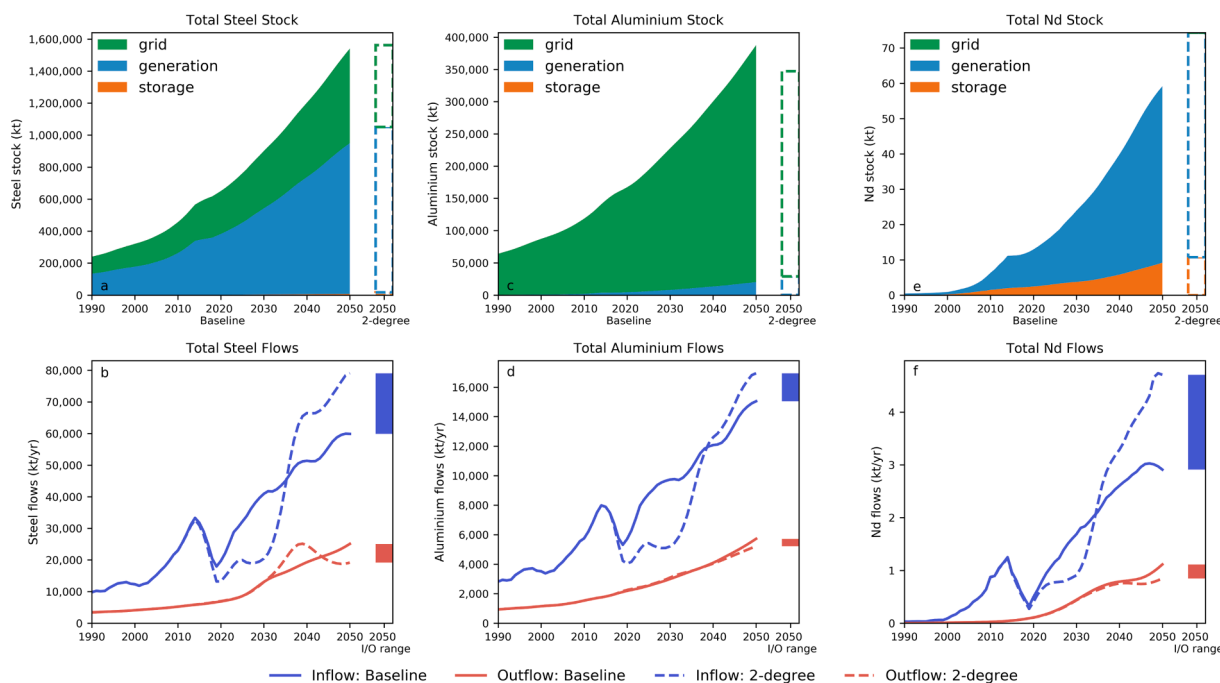 Total Steel Stock
Steel stock (kt)
1,600,000
1,400,000
1,200,000
1,000,000
800,000
600,000
400,000
200,000
0
grid
generation
storage
a
1990 2000 2010 2020 2030 2040 2050 2050
Baseline 2-degree
Total Aluminium Stock
Aluminium stock (kt)
400,000
350,000
300,000
250,000
200,000
150,000
100,000
50,000
0
grid
generation
storage
c
1990 2000 2010 2020 2030 2040 2050 2050
Baseline 2-degree
Total Nd Stock
Nd stock (kt)
70
60
50
40
30
20
10
0
grid
generation
storage
e
1990 2000 2010 2020 2030 2040 2050 2050
Baseline 2-degree
Total Steel Flows
Steel flows (kt/yr)
80,000
70,000
60,000
50,000
40,000
30,000
20,000
10,000
0
b
1990 2000 2010 2020 2030 2040 2050 2050
I/O range
Total Aluminium Flows
Aluminium flows (kt/yr)
16,000
14,000
12,000
10,000
8,000
6,000
4,000
2,000
0
d
1990 2000 2010 2020 2030 2040 2050 2050
I/O range
Total Nd Flows
Nd flows (kt/yr)
4
3
2
1
0
f
1990 2000 2010 2020 2030 2040 2050 2050
I/O range
Inflow: Baseline Outflow: Baseline Inflow: 2-degree Outflow: 2-degree